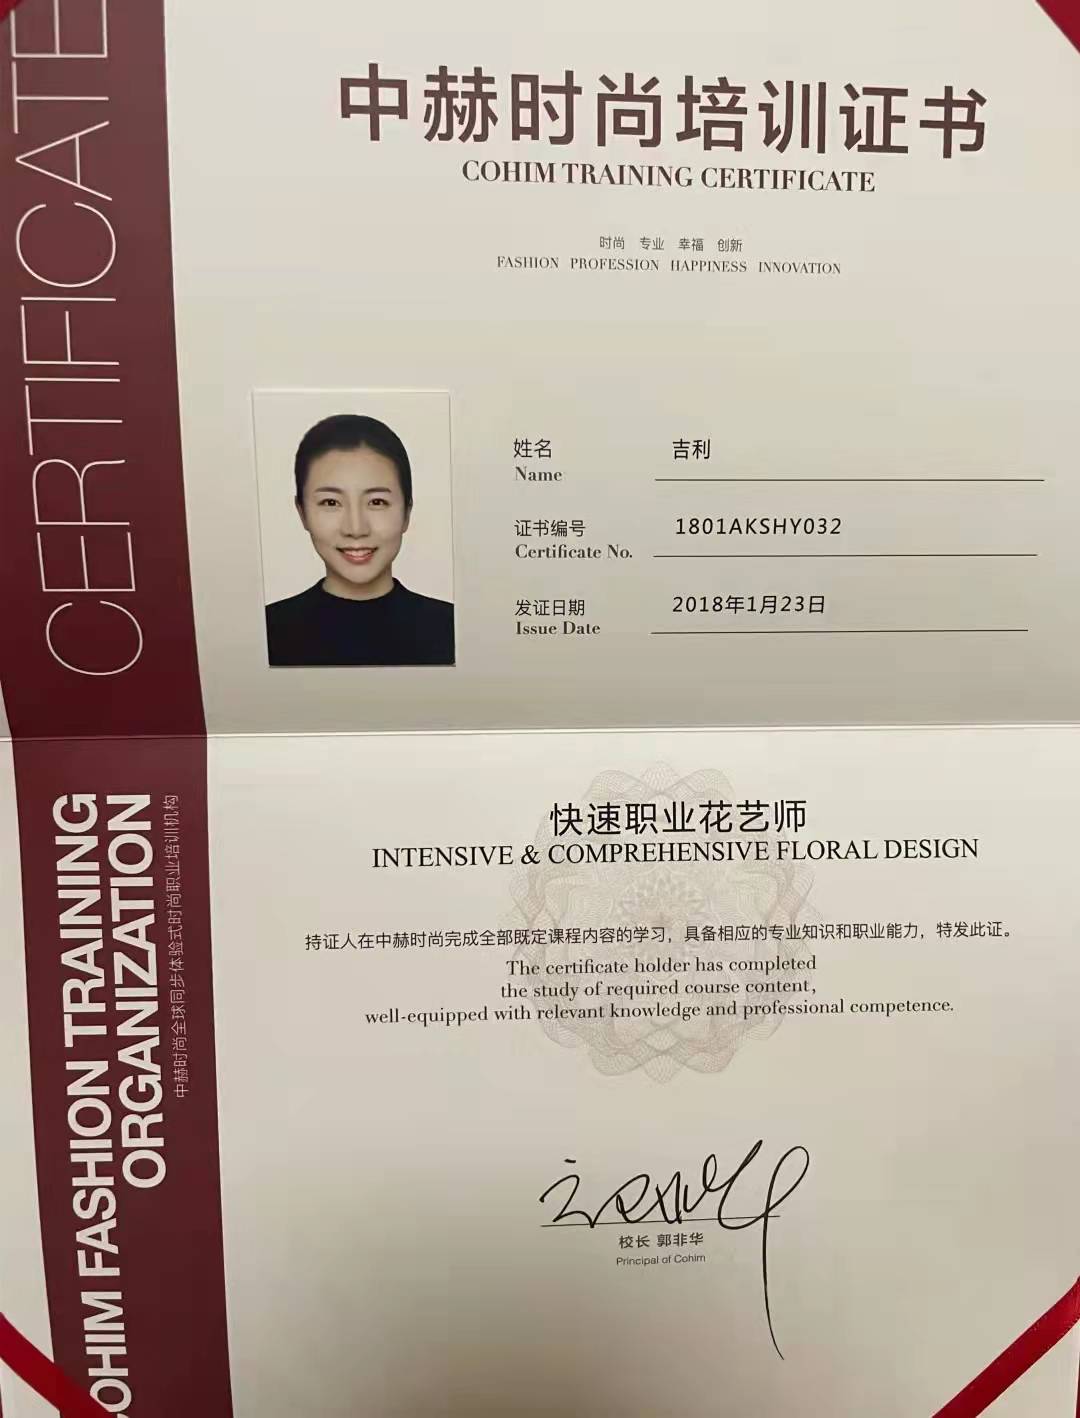 CERTIFICATE
中赫时尚培训证书
COHIM TRAINING CERTIFICATE
时尚 专业 幸福 创新
FASHION PROFESSION HAPPINESS INNOVATION
姓名 吉利
Name
证书编号 1801AKSHY032
Certificate No.
发证日期 2018年1月23日
Issue Date
COHIM FASHION TRAINING
ORGANIZATION
中赫时尚全球同步体验式时尚职业培训机构
快速职业花艺师
INTENSIVE & COMPREHENSIVE FLORAL DESIGN
持证人在中赫时尚完成全部既定课程内容的学习，具备相应的专业知识和职业能力，特发此证。
The certificate holder has completed
the study of required course content,
well-equipped with relevant knowledge and professional competence.
校长 郭非华
Principal of Cohim